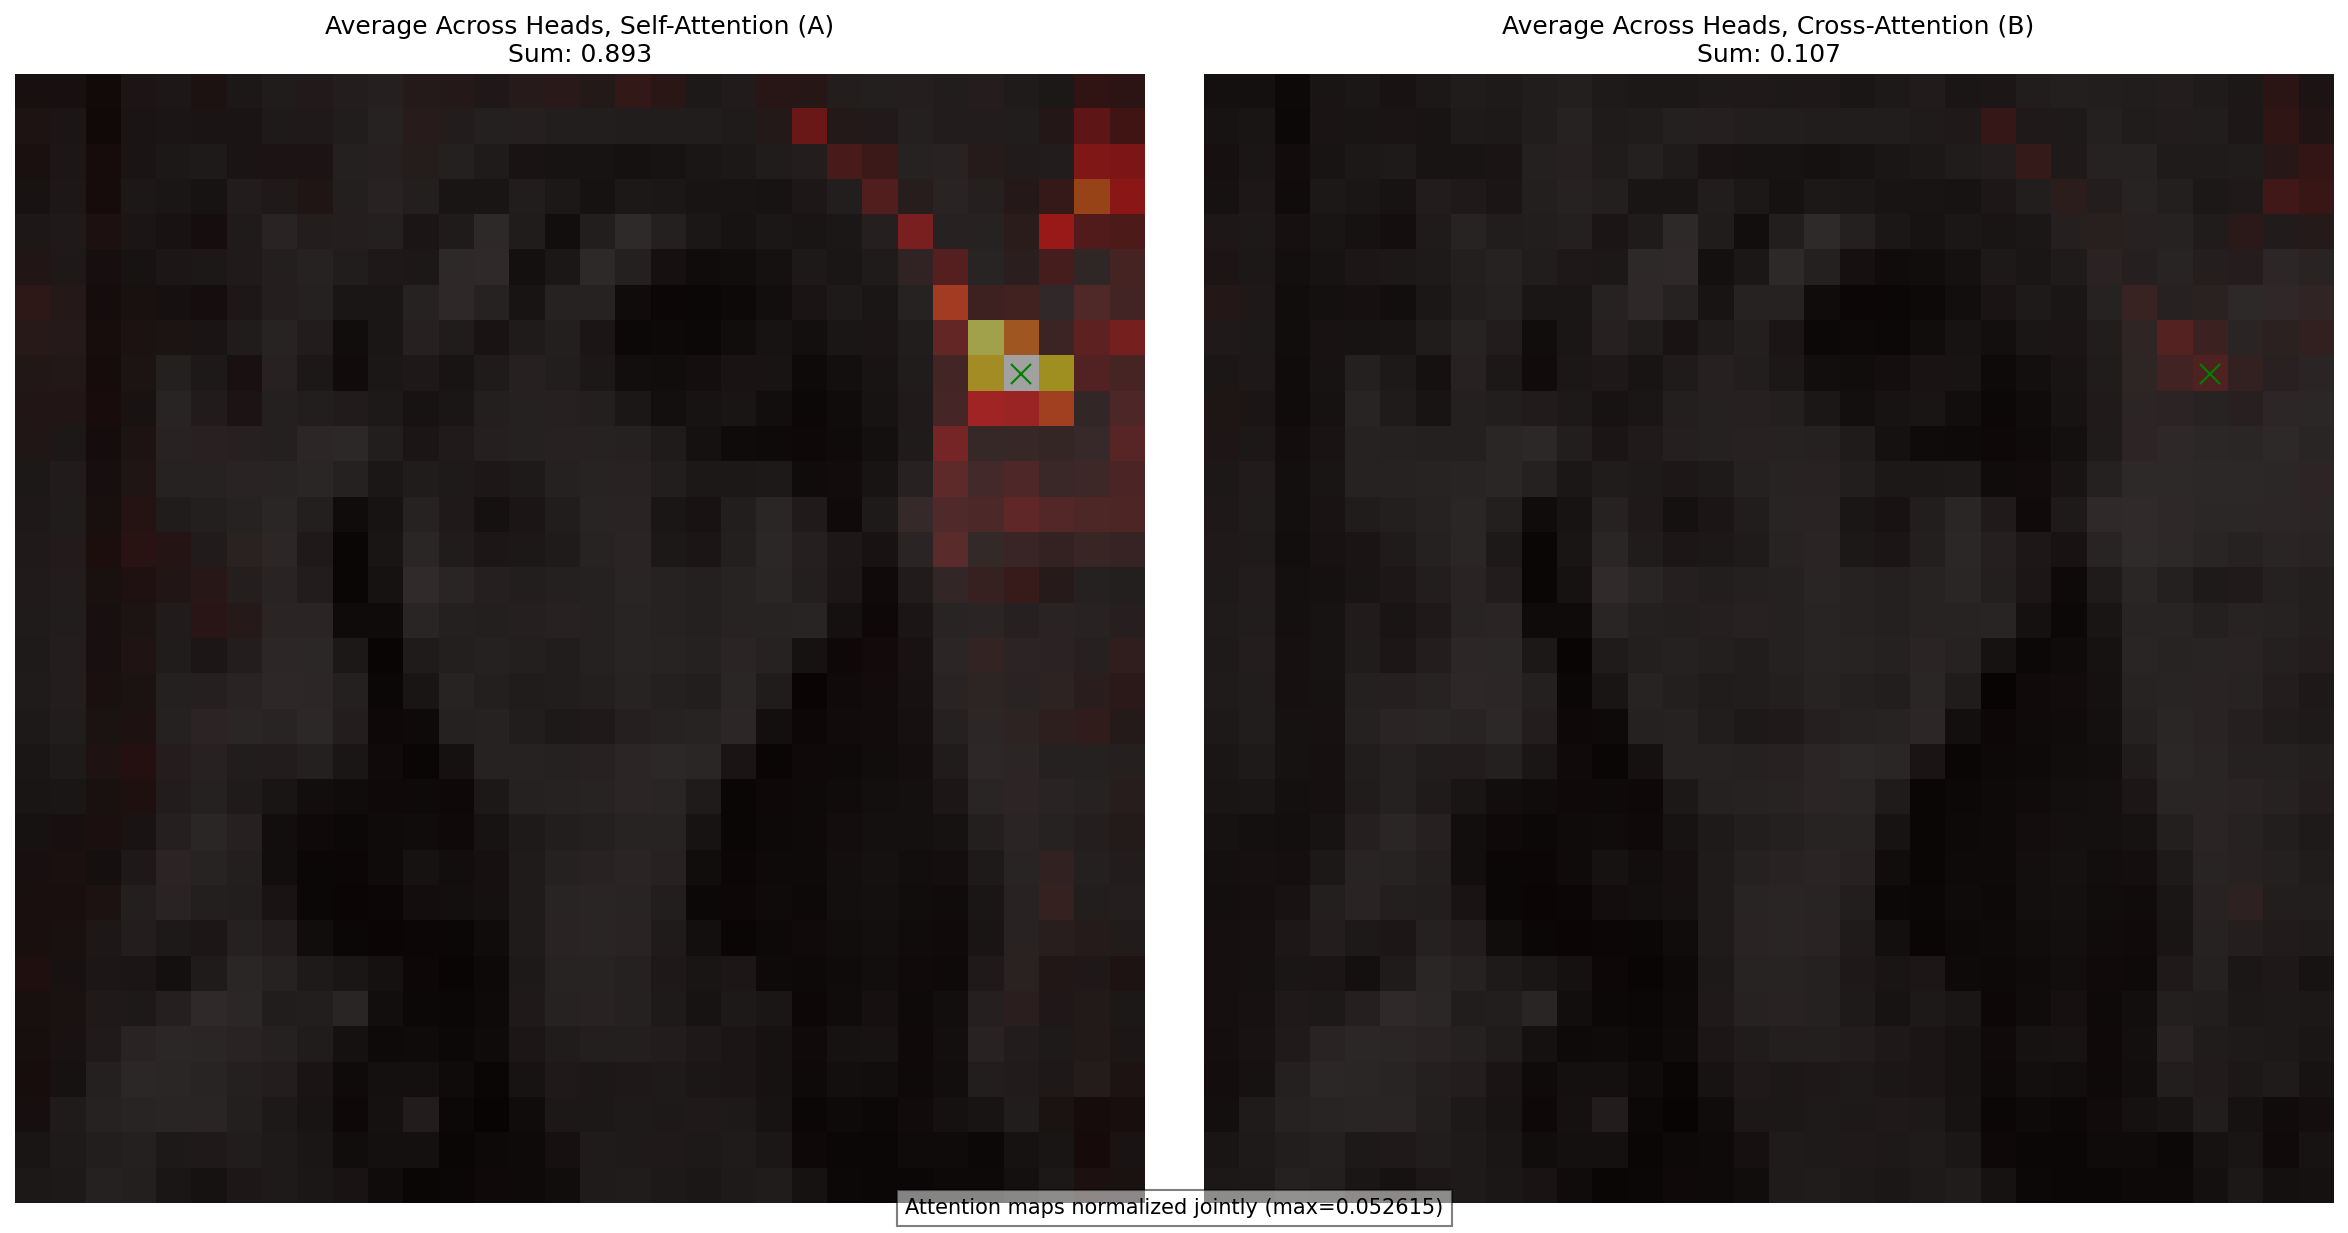 Average Across Heads, Self-Attention (A)
Sum: 0.893
Average Across Heads, Cross-Attention (B)
Sum: 0.107
Attention maps normalized jointly (max=0.052615)